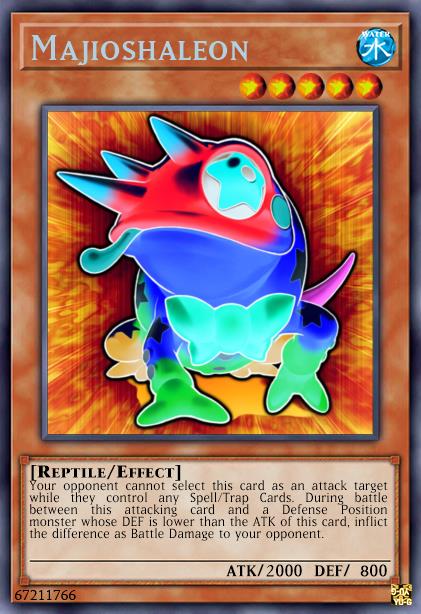 Majioshaleon
WATER
水
[Reptile/Effect]
Your opponent cannot select this card as an attack target
while they control any Spell/Trap Cards. During battle
between this attacking card and a Defense Position
monster whose DEF is lower than the ATK of this card, inflict
the difference as Battle Damage to your opponent.
ATK/2000 DEF/ 800
67211766